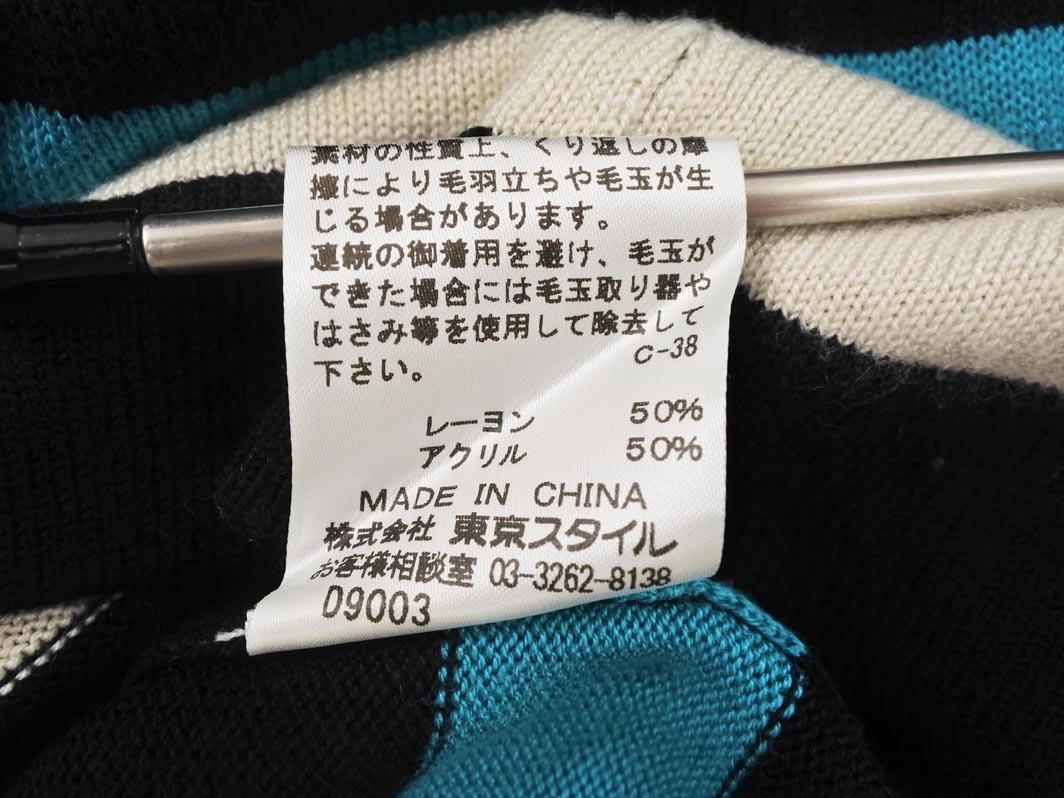 素材の性質上、くり返しの摩
擦により毛羽立ちや毛玉が生
じる場合があります。
連続の御着用を避け、毛玉が
できた場合には毛玉取り器や
はさみ等を使用して除去して
下さい。
C-38
レーヨン 50%
アクリル 50%
MADE IN CHINA
株式会社 東京スタイル
お客様相談室 03-3262-8138
D9003